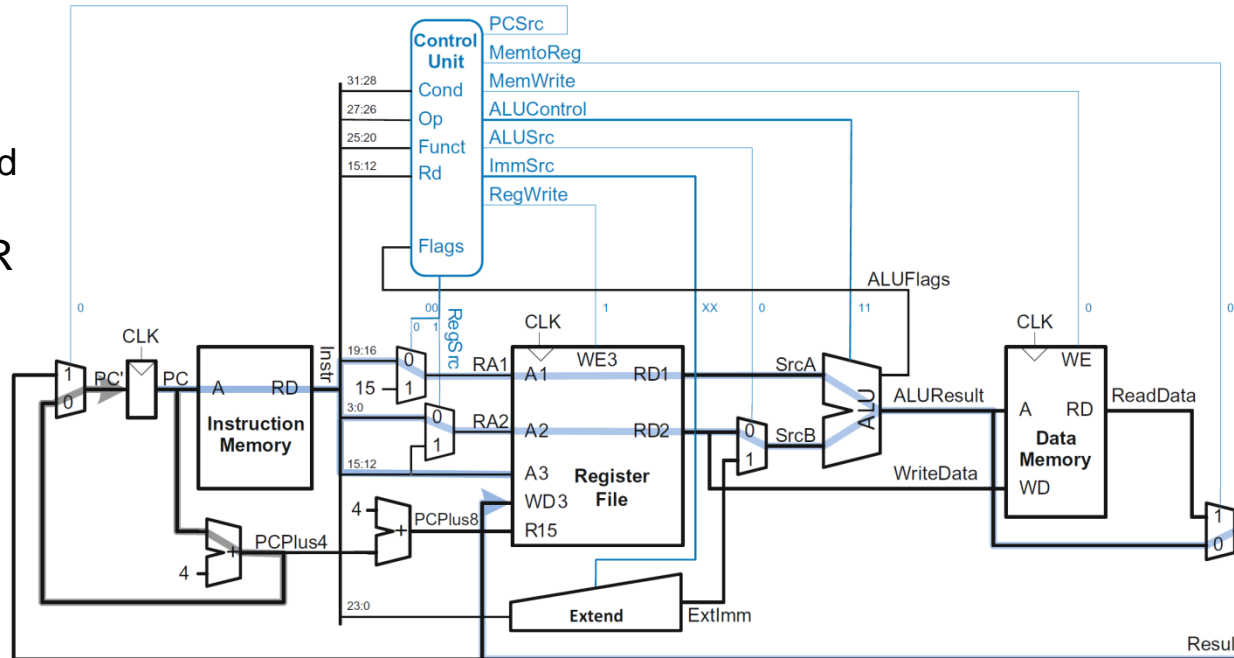 d
R
PCSrc
MemtoReg
MemWrite
ALUControl
ALUSrc
ImmSrc
RegWrite
Control
Unit
Cond
Op
Funct
Rd
Flags
31:28
27:26
25:20
15:12
ALUFlags
0
00
0 1
RegSrc
1
XX
0
11
0
0
CLK
CLK
CLK
1
0
PC'
PC
A
RD
Instruction
Memory
Instr
19:16
0
15
1
RA1
3:0
0
1
RA2
15:12
WE3
A1
RD1
A2
RD2
A3
WD3
R15
Register
File
SrcA
0
1
SrcB
ALU
ALUResult
WriteData
WE
A
RD
Data
Memory
WD
ReadData
1
0
4
+
PCPlus4
4
+
PCPlus8
23:0
Extend
ExtImm
Resul